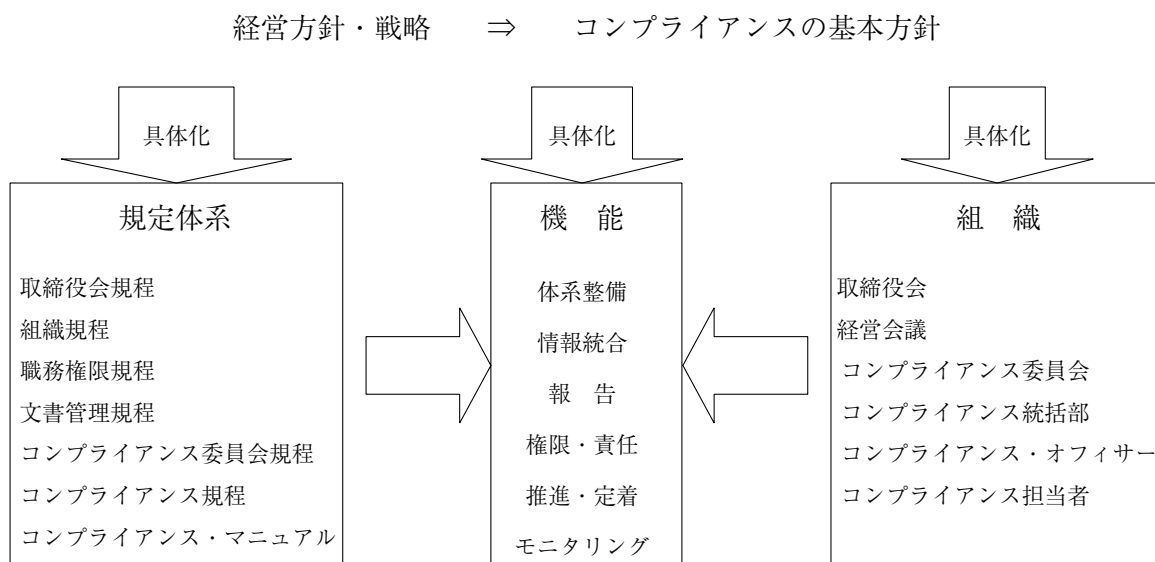 経営方針・戦略 ⇒ コンプライアンスの基本方針
具体化
具体化
具体化
規定体系
取締役会規程
組織規程
職務権限規程
文書管理規程
コンプライアンス委員会規程
コンプライアンス規程
コンプライアンス・マニュアル
機 能
体系整備
情報統合
報 告
権限・責任
推進・定着
モニタリング
組 織
取締役会
経営会議
コンプライアンス委員会
コンプライアンス統括部
コンプライアンス・オフィサー
コンプライアンス担当者